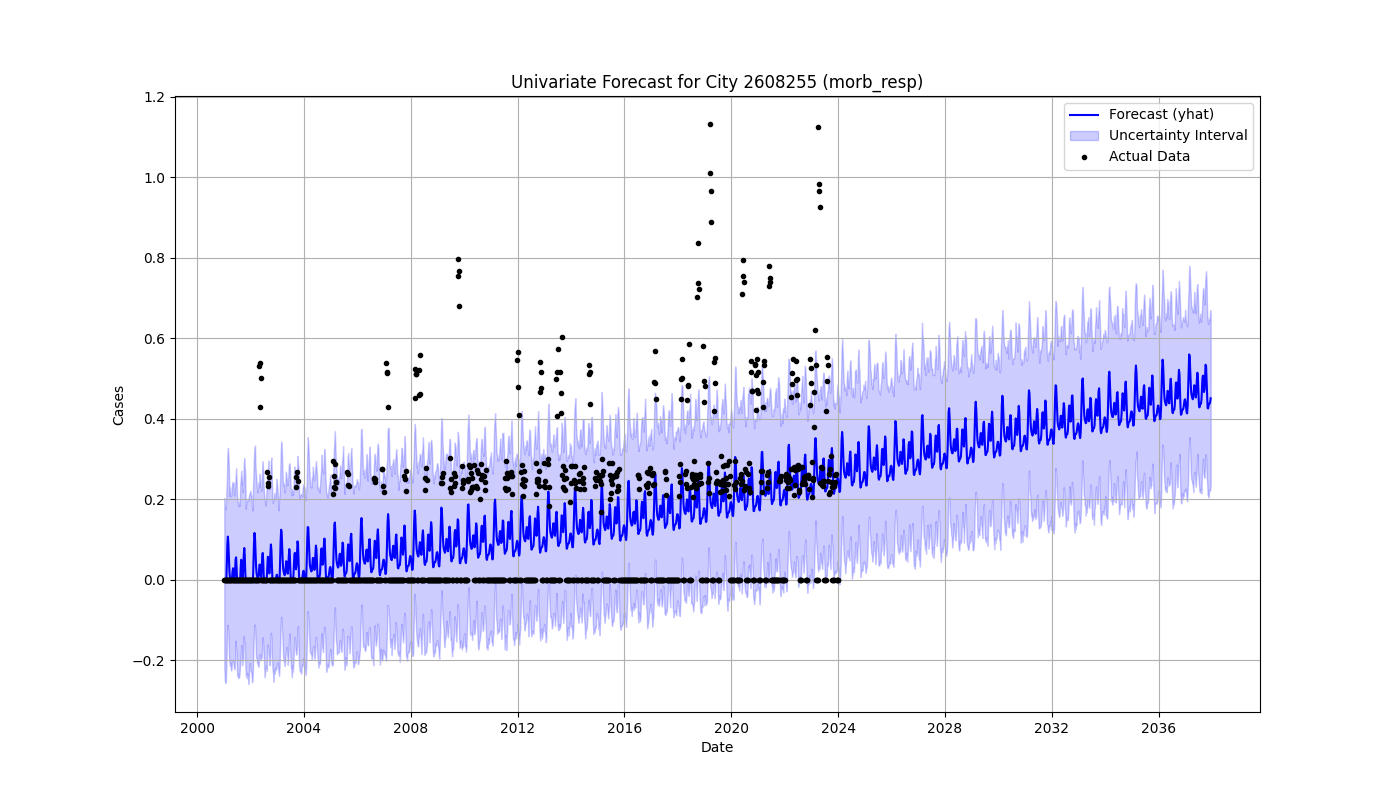 Univariate Forecast for City 2608255 (morb_resp)
Forecast (yhat)
Uncertainty Interval
Actual Data
Cases
1.2
1.0
0.8
0.6
0.4
0.2
0.0
−0.2
2000 2004 2008 2012 2016 2020 2024 2028 2032 2036
Date